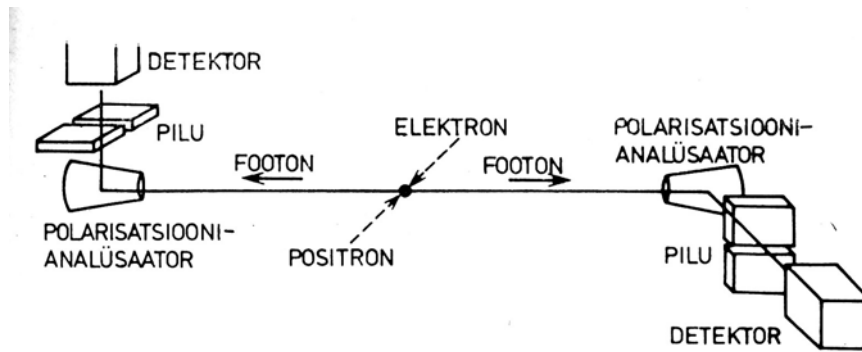 DETEKTOR
PILU
FOOTON
ELEKTRON
FOOTON
POLARISATSIOONI-
ANALÜSAATOR
POLARISATSIOONI-
ANALÜSAATOR
POSITRON
PILU
DETEKTOR